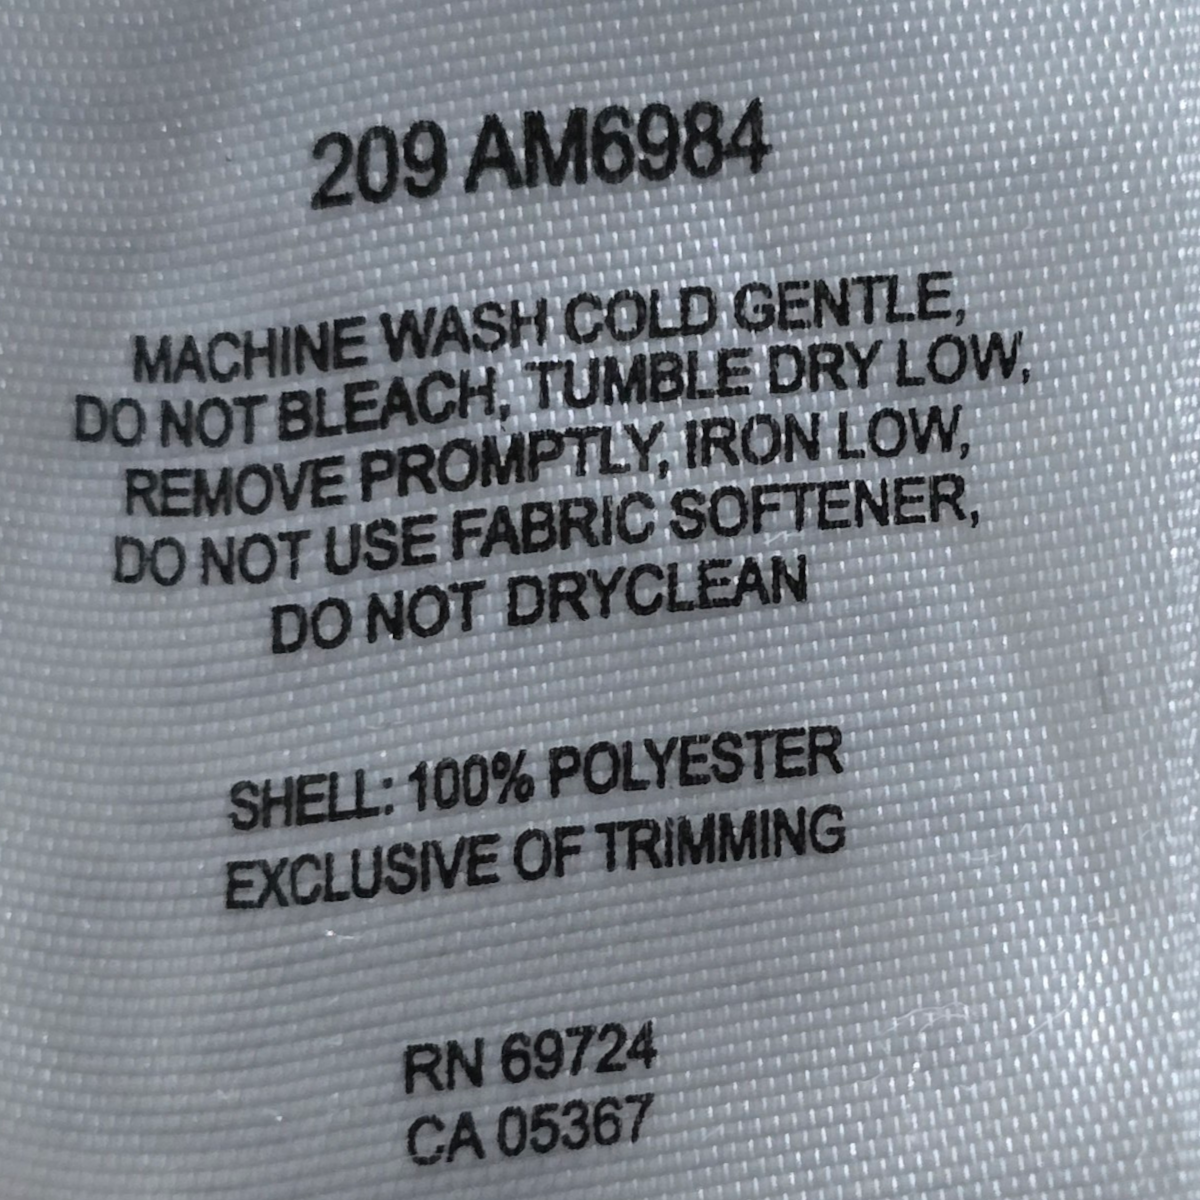 209 AM6984
MACHINE WASH COLD GENTLE,
DO NOT BLEACH, TUMBLE DRY LOW,
REMOVE PROMPTLY, IRON LOW,
DO NOT USE FABRIC SOFTENER,
DO NOT DRYCLEAN
SHELL: 100% POLYESTER
EXCLUSIVE OF TRIMMING
RN 69724
CA 05367